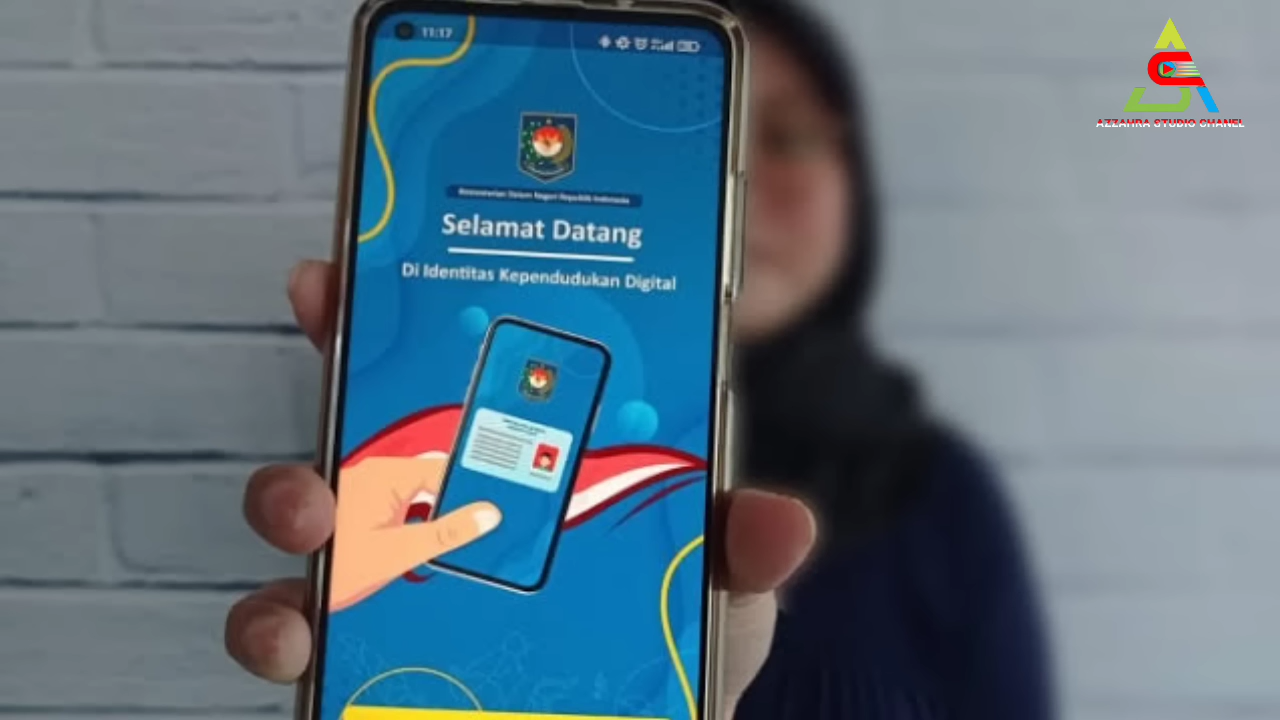 11:17
Kementerian Dalam Negeri Republik Indonesia
Selamat Datang
Di Identitas Kependudukan Digital
AZZAHRA STUDIO CHANEL